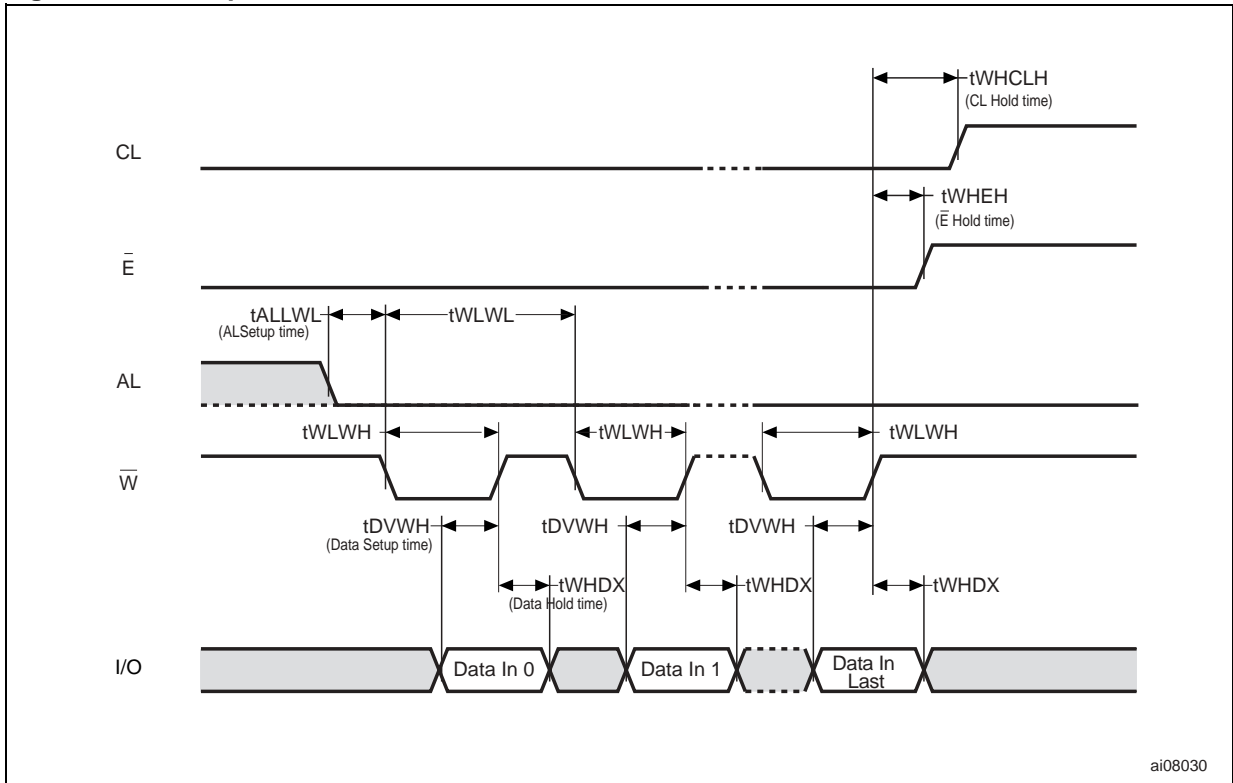 tWHCLH
(CL Hold time)
CL
tWHEH
(E̅ Hold time)
E̅
tALLWL
tWLWL
(ALSetup time)
AL
tWLWH
tWLWH
tWLWH
W̅
tDVWH
tDVWH
tDVWH
(Data Setup time)
tWHDX
tWHDX
tWHDX
(Data Hold time)
I/O
Data In 0
Data In 1
Data In
Last
ai08030